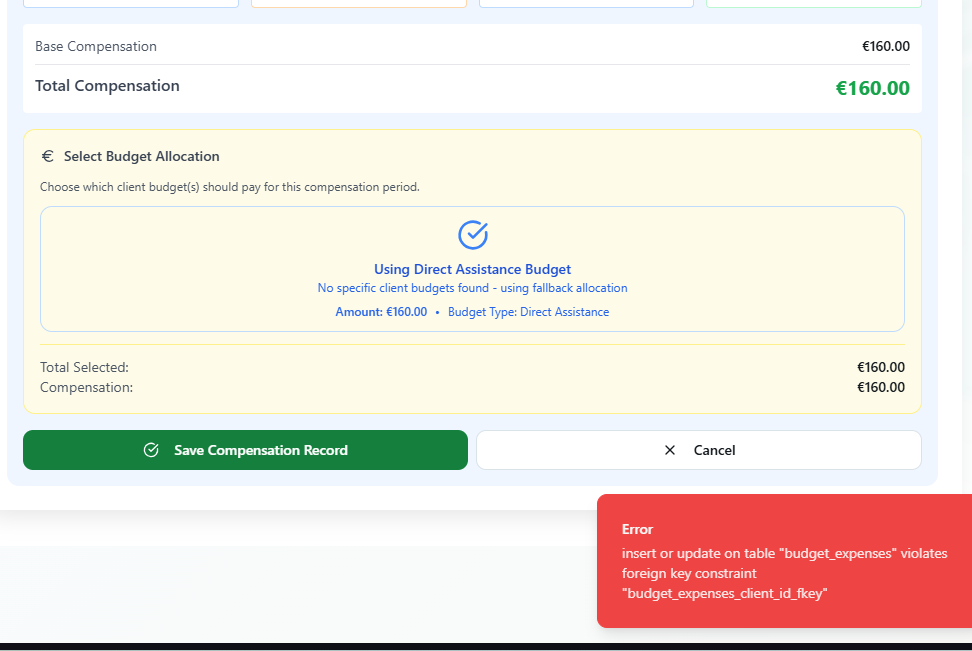 Base Compensation €160.00
Total Compensation €160.00
€ Select Budget Allocation
Choose which client budget(s) should pay for this compensation period.
Using Direct Assistance Budget
No specific client budgets found - using fallback allocation
Amount: €160.00 • Budget Type: Direct Assistance
Total Selected: €160.00
Compensation: €160.00
Save Compensation Record
Cancel
Error
insert or update on table "budget_expenses" violates
foreign key constraint
"budget_expenses_client_id_fkey"